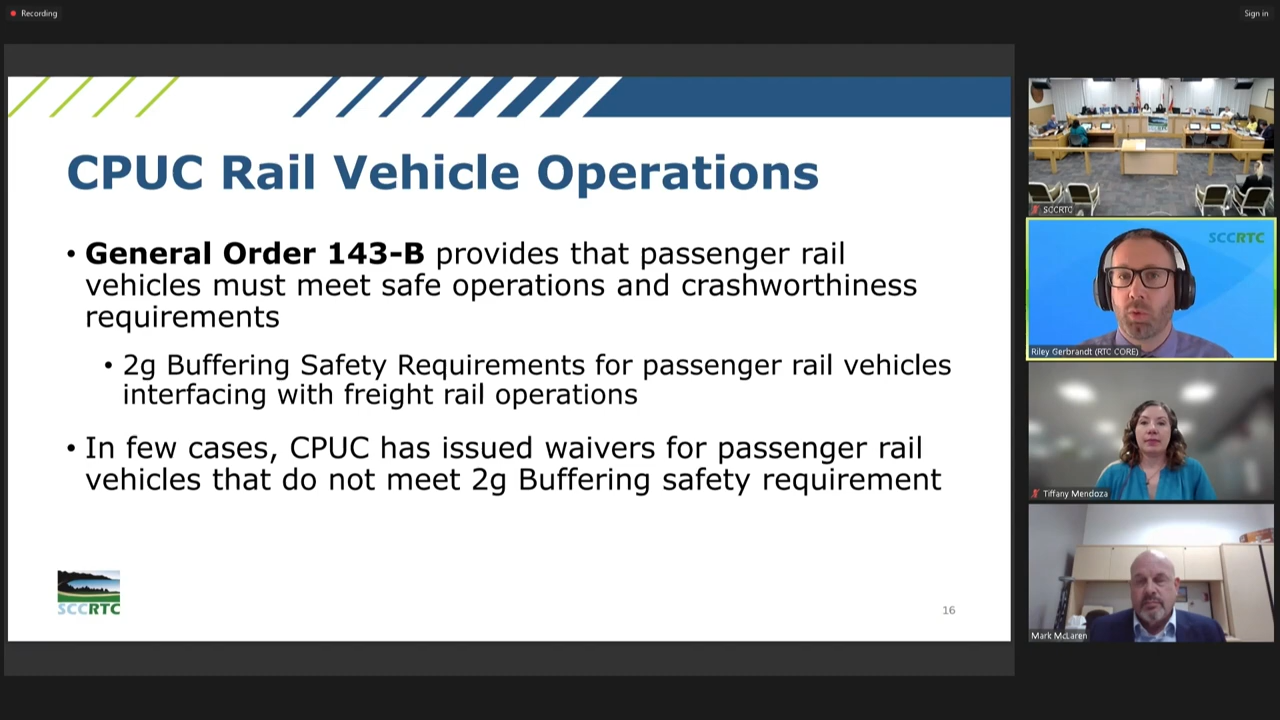 Recording
Sign in
CPUC Rail Vehicle Operations
• General Order 143-B provides that passenger rail
vehicles must meet safe operations and crashworthiness
requirements
• 2g Buffering Safety Requirements for passenger rail vehicles
interfacing with freight rail operations
• In few cases, CPUC has issued waivers for passenger rail
vehicles that do not meet 2g Buffering safety requirement
SCCRTC
16
SCCRTC
SCCRTC
Riley Gerbrandt (RTC CORE)
Tiffany Mendoza
Mark McLaren